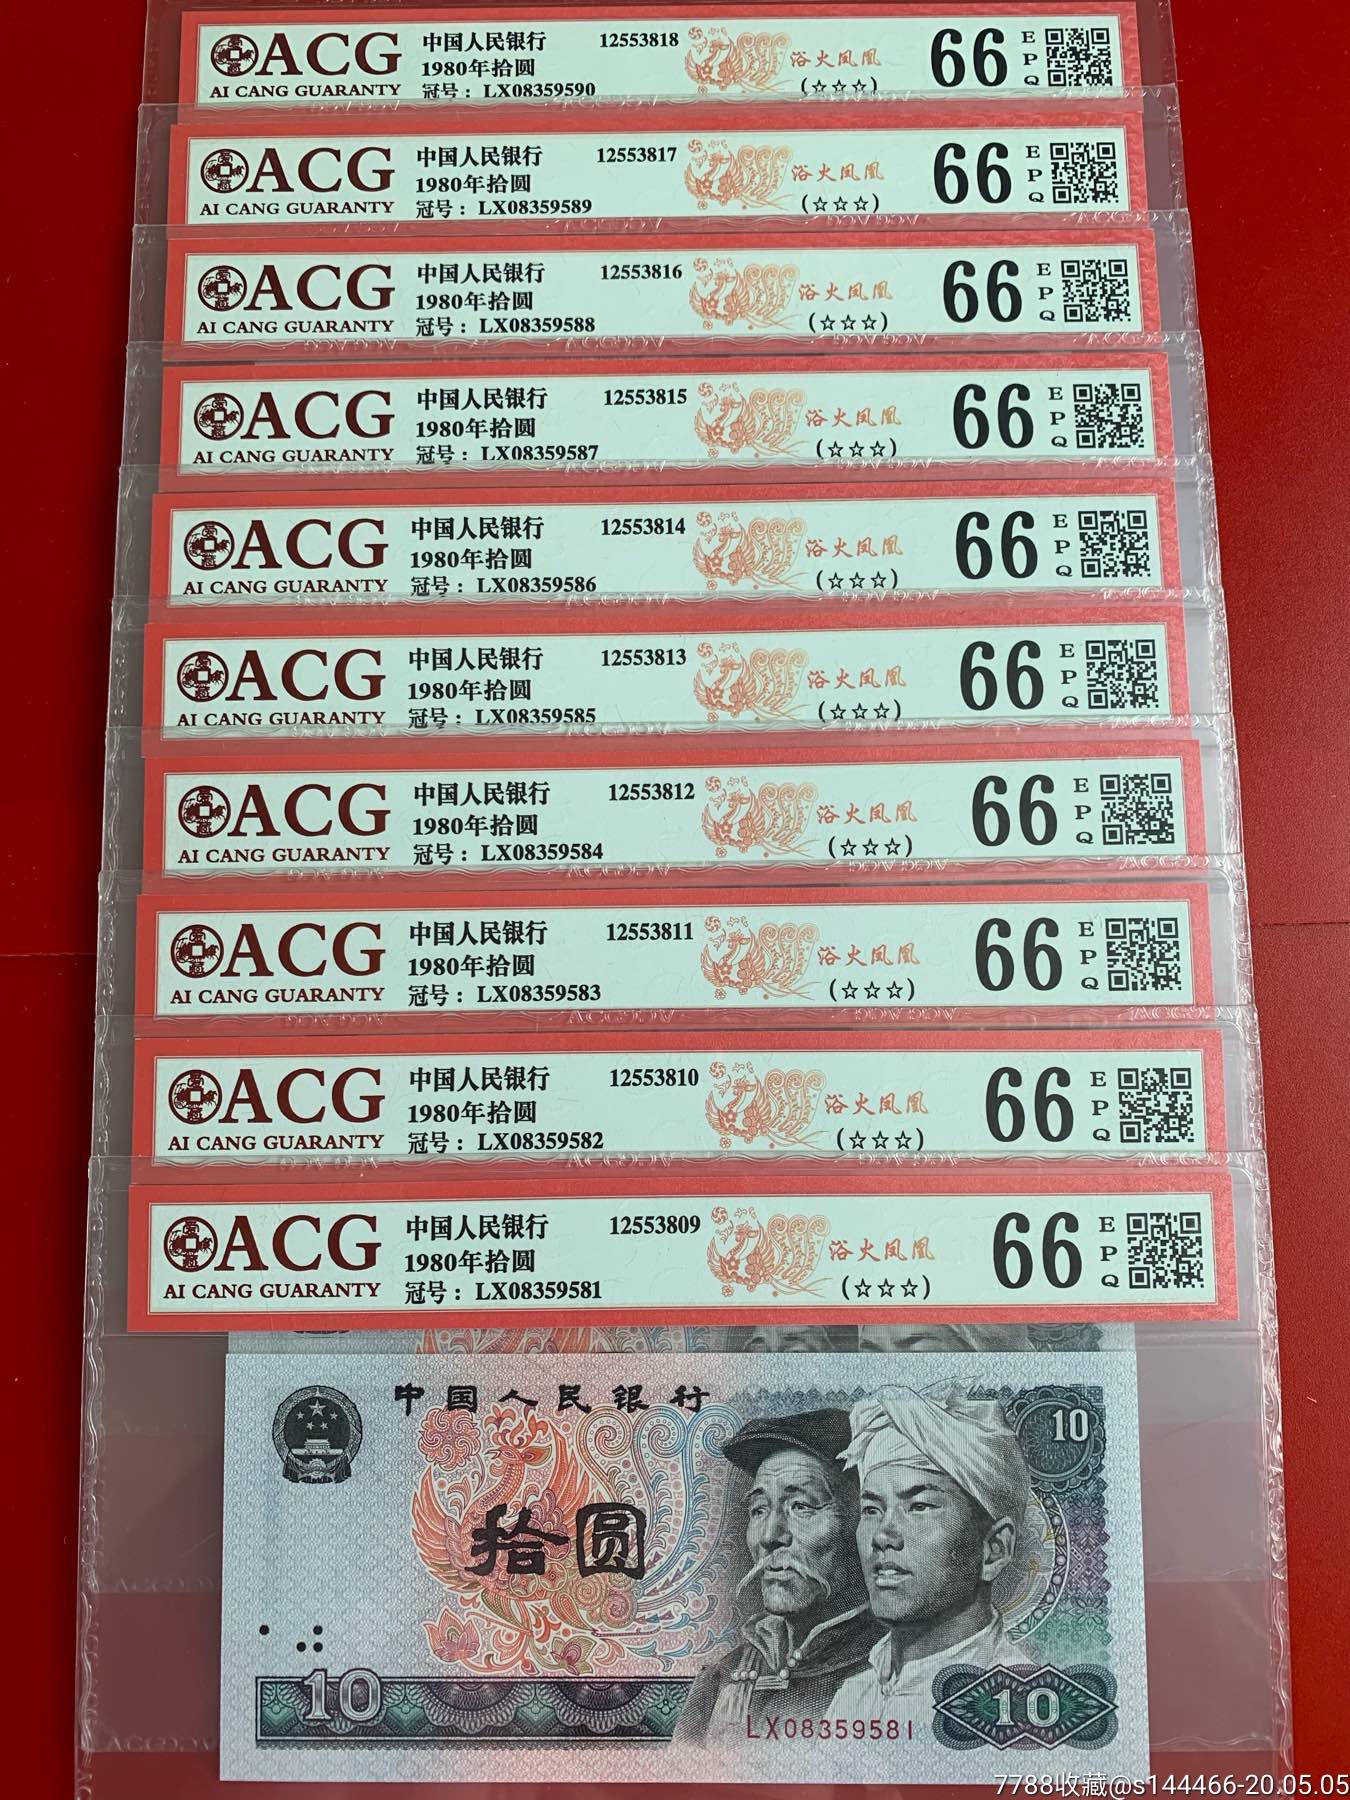 ACG 中国人民银行 12553818 浴火凤凰 66 E
AI CANG GUARANTY 1980年拾圆 (☆☆☆) P
冠号：LX08359590 Q
ACG 中国人民银行 12553817 浴火凤凰 66 E
AI CANG GUARANTY 1980年拾圆 (☆☆☆) P
冠号：LX08359589 Q
ACG 中国人民银行 12553816 浴火凤凰 66 E
AI CANG GUARANTY 1980年拾圆 (☆☆☆) P
冠号：LX08359588 Q
ACG 中国人民银行 12553815 浴火凤凰 66 E
AI CANG GUARANTY 1980年拾圆 (☆☆☆) P
冠号：LX08359587 Q
ACG 中国人民银行 12553814 浴火凤凰 66 E
AI CANG GUARANTY 1980年拾圆 (☆☆☆) P
冠号：LX08359586 Q
ACG 中国人民银行 12553813 浴火凤凰 66 E
AI CANG GUARANTY 1980年拾圆 (☆☆☆) P
冠号：LX08359585 Q
ACG 中国人民银行 12553812 浴火凤凰 66 E
AI CANG GUARANTY 1980年拾圆 (☆☆☆) P
冠号：LX08359584 Q
ACG 中国人民银行 12553811 浴火凤凰 66 E
AI CANG GUARANTY 1980年拾圆 (☆☆☆) P
冠号：LX08359583 Q
ACG 中国人民银行 12553810 浴火凤凰 66 E
AI CANG GUARANTY 1980年拾圆 (☆☆☆) P
冠号：LX08359582 Q
ACG 中国人民银行 12553809 浴火凤凰 66 E
AI CANG GUARANTY 1980年拾圆 (☆☆☆) P
冠号：LX08359581 Q
中国人民银行
10
拾圆
10
10
LX08359581
7788收藏@s144466-20.05.05